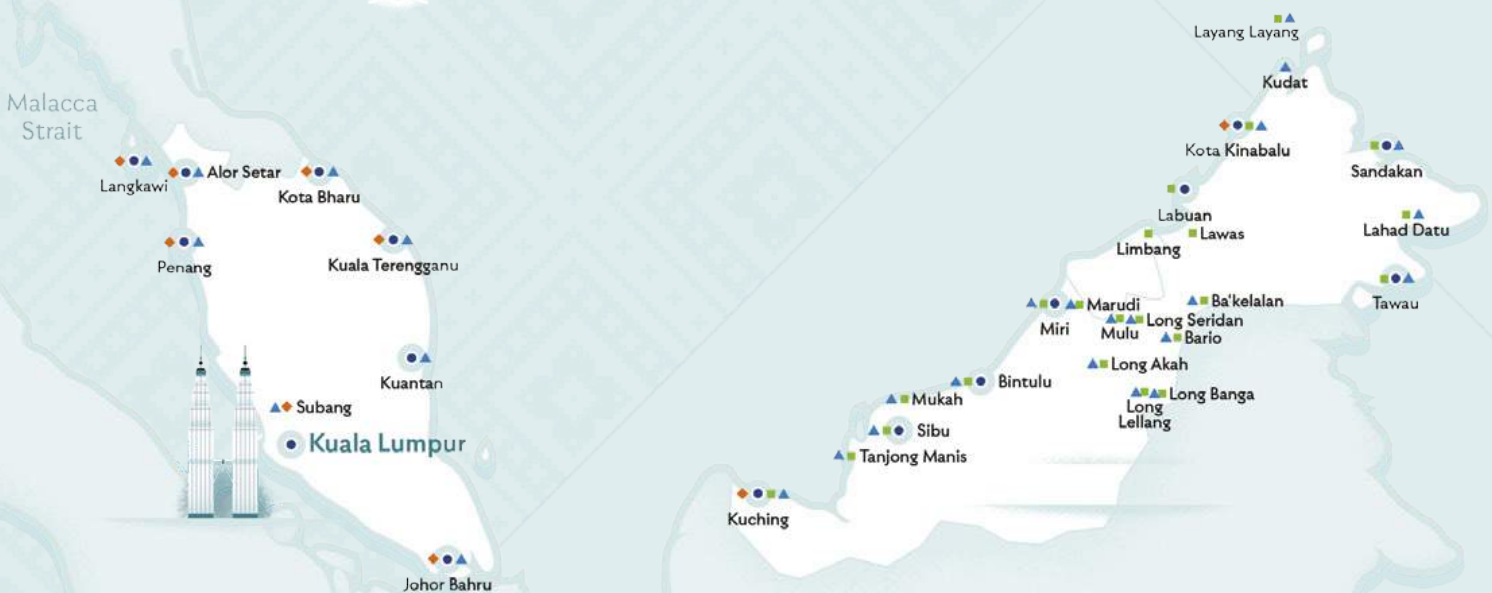 Malacca
Strait
Langkawi
Alor Setar
Kota Bharu
Penang
Kuala Terengganu
Kuantan
Subang
Kuala Lumpur
Johor Bahru
Layang Layang
Kudat
Kota Kinabalu
Sandakan
Labuan
Lahad Datu
Limbang
Lawas
Tawau
Miri
Marudi
Ba'kelalan
Mulu
Long Seridan
Bario
Long Akah
Bintulu
Mukah
Long
Lellang
Long Banga
Sibu
Tanjong Manis
Kuching